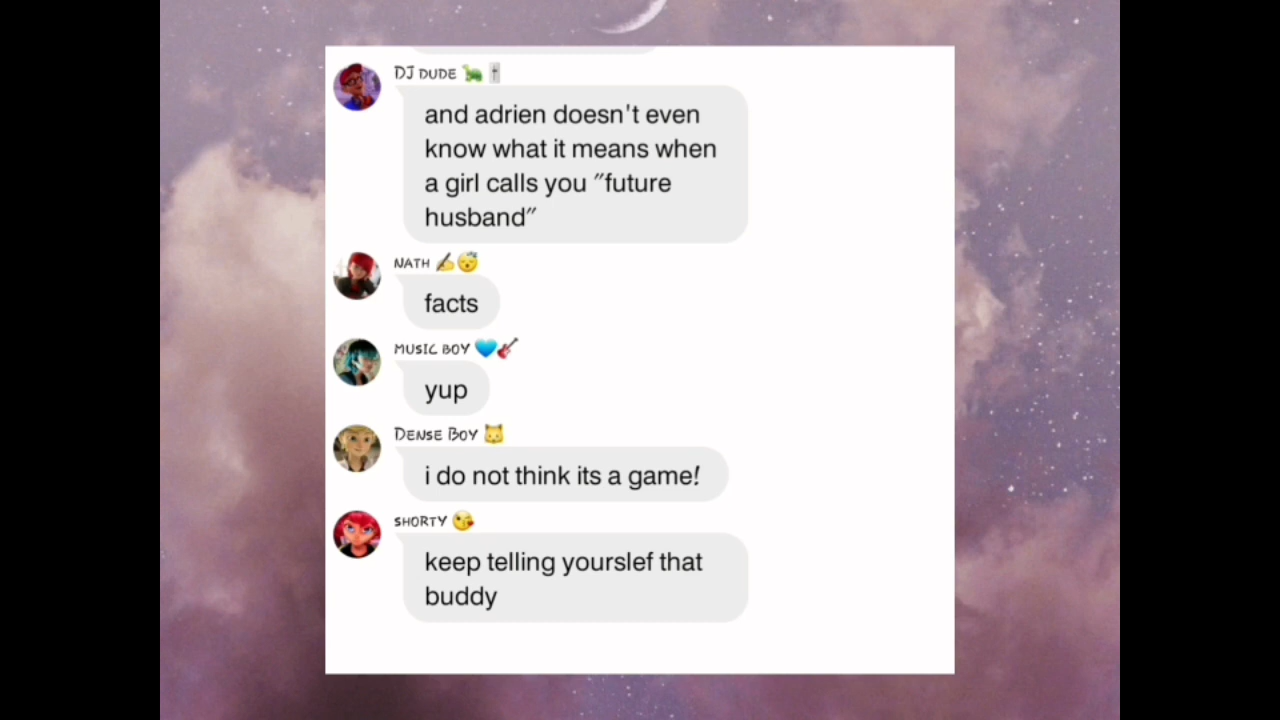 DJ DUDE 🐢🎚
and adrien doesn't even
know what it means when
a girl calls you ″future
husband″
NATH ✍😴
facts
MUSIC BOY 💙🎸
yup
DENSE BOY 🐱
i do not think its a game!
SHORTY 😘
keep telling yourslef that
buddy